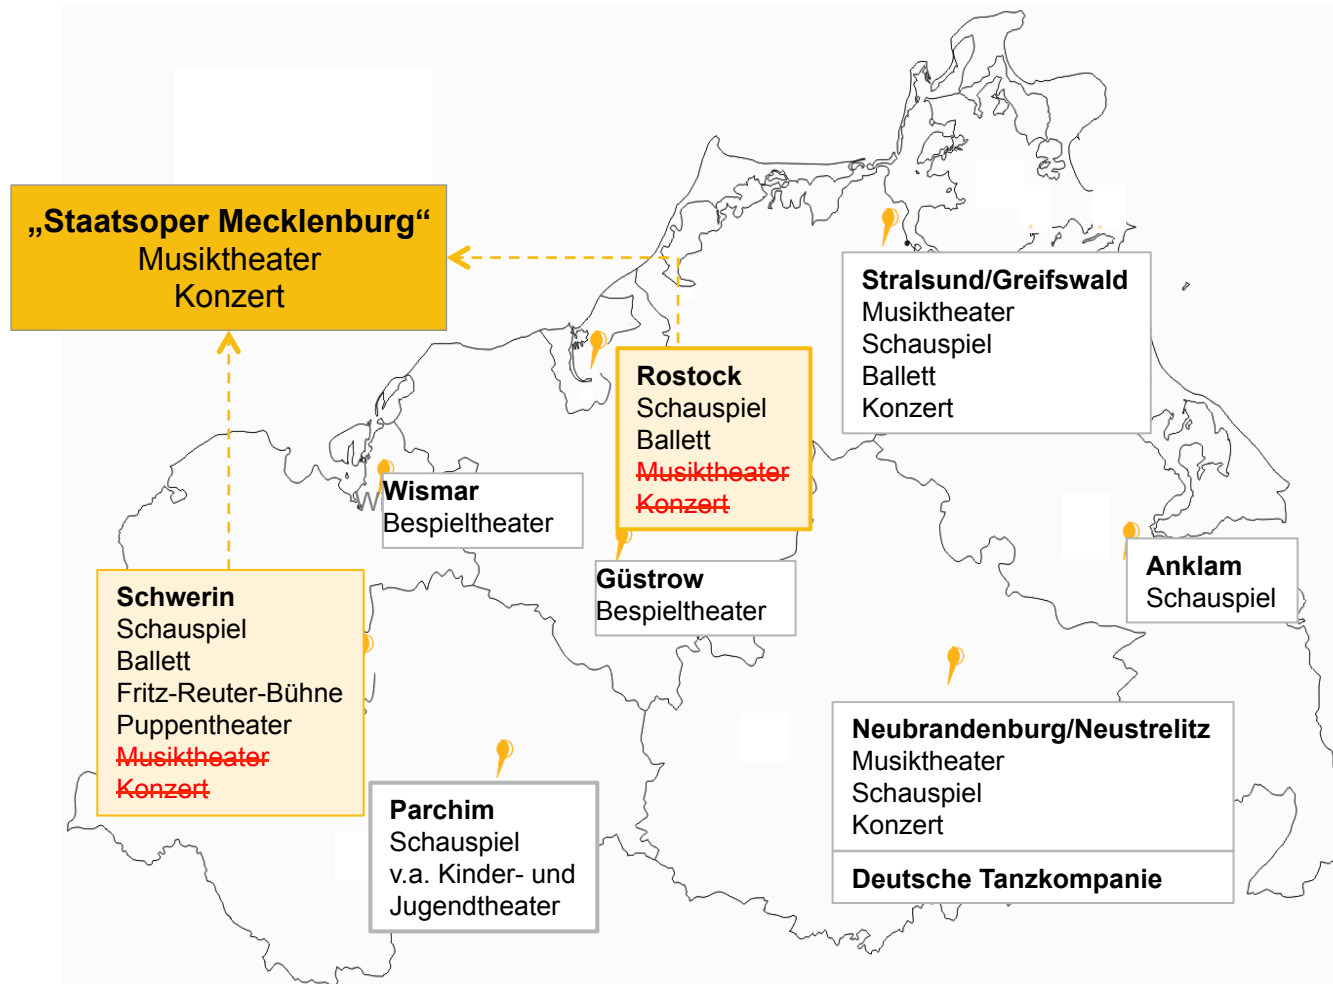 „Staatsoper Mecklenburg“
Musiktheater
Konzert
Stralsund/Greifswald
Musiktheater
Schauspiel
Ballett
Konzert
Rostock
Schauspiel
Ballett
Musiktheater
Konzert
W
Wismar
Bespieltheater
Güstrow
Bespieltheater
Anklam
Schauspiel
Schwerin
Schauspiel
Ballett
Fritz-Reuter-Bühne
Puppentheater
Musiktheater
Konzert
Parchim
Schauspiel
v.a. Kinder- und
Jugendtheater
Neubrandenburg/Neustrelitz
Musiktheater
Schauspiel
Konzert
Deutsche Tanzkompanie